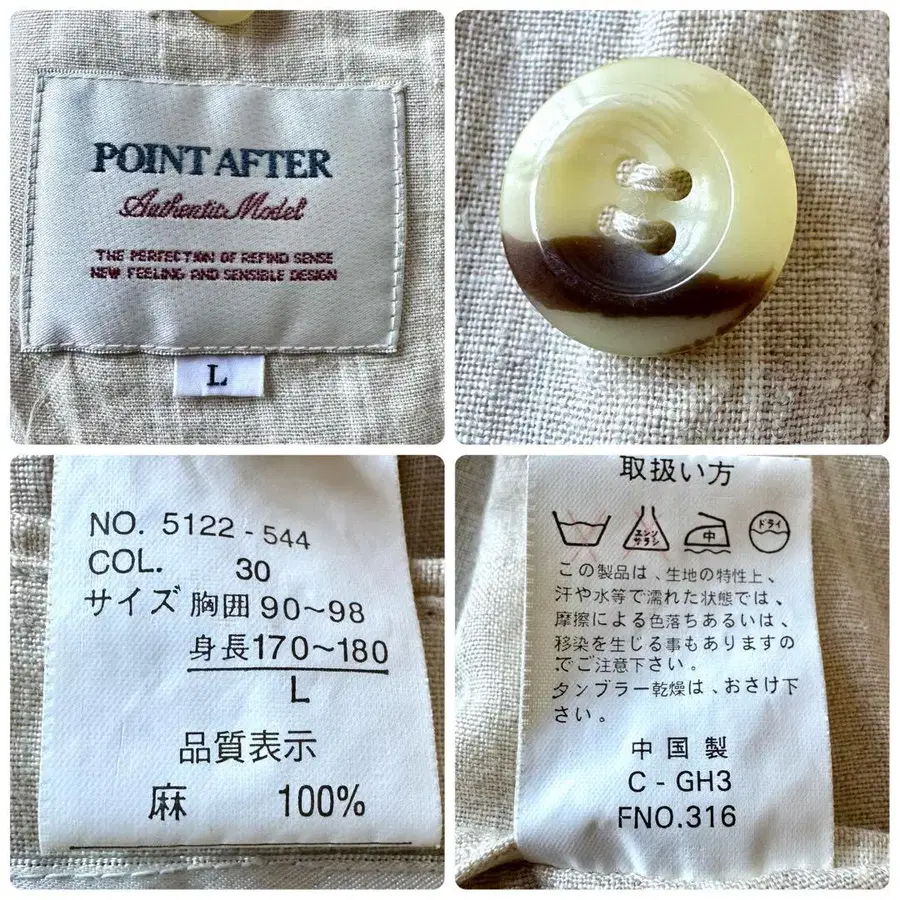 POINT AFTER
Authentic Model
THE PERFECTION OF REFIND SENSE
NEW FEELING AND SENSIBLE DESIGN
L
NO. 5122-544
COL. 30
サイズ 胸囲 90〜98
身長170〜180
L
品質表示
麻 100%
取扱い方
エンソ
サラシ
中
ドライ
この製品は、生地の特性上、
汗や水等で濡れた状態では、
摩擦による色落ちあるいは、
移染を生じる事もありますの
でご注意下さい。
タンブラー乾燥は、おさけ下
さい。
中国製
C-GH3
FNO.316